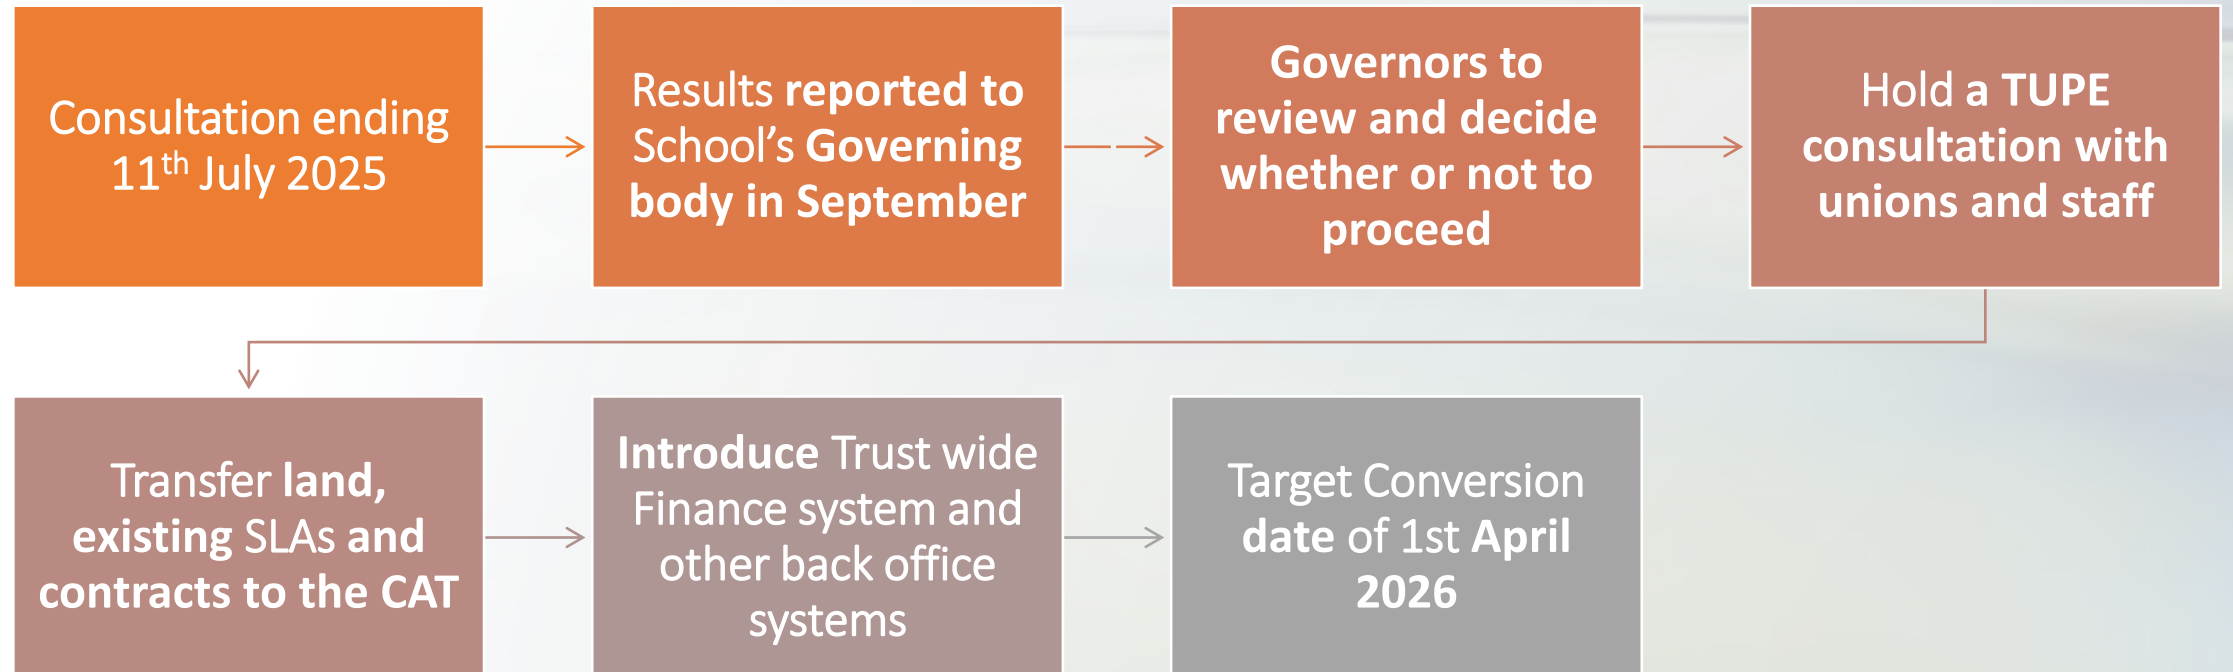 Consultation ending
11th July 2025
Results reported to
School’s Governing
body in September
Governors to
review and decide
whether or not to
proceed
Hold a TUPE
consultation with
unions and staff
Transfer land,
existing SLAs and
contracts to the CAT
Introduce Trust wide
Finance system and
other back office
systems
Target Conversion
date of 1st April
2026